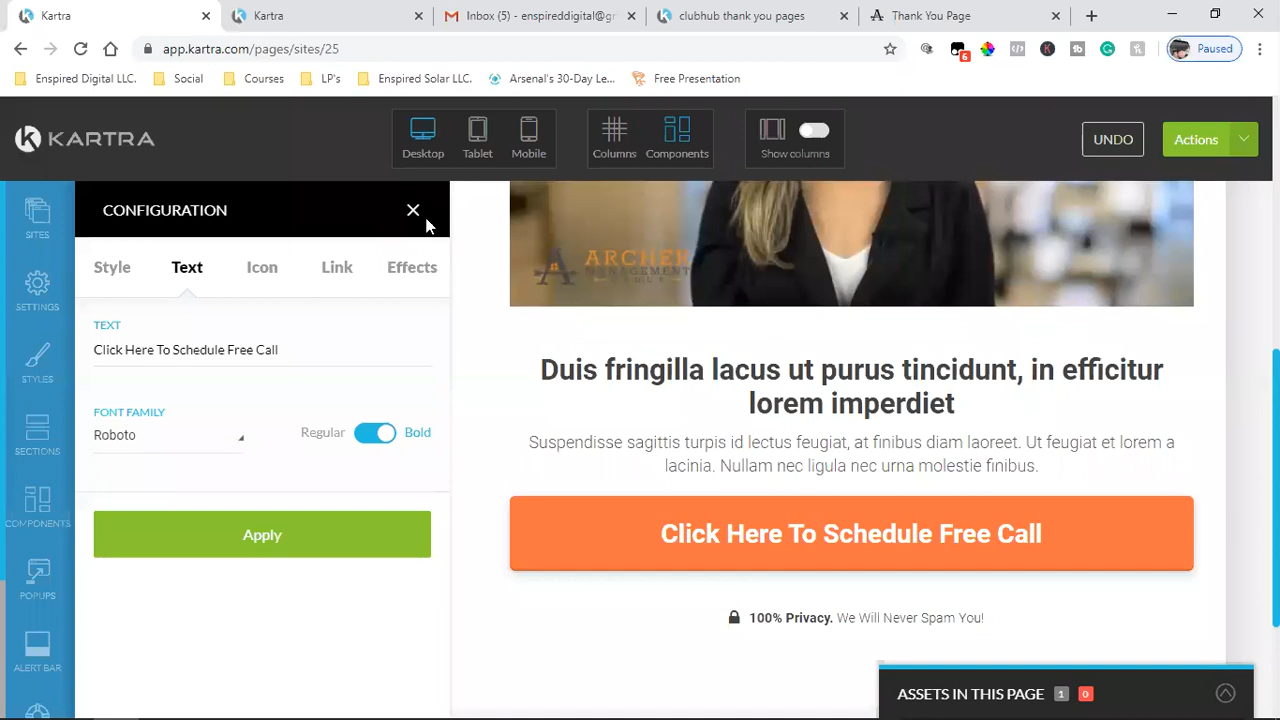 Kartra
Kartra
Inbox (5) - enspireddigital@gr
clubhub thank you pages
Thank You Page
app.kartra.com/pages/sites/25
6
Paused
Enspired Digital LLC.
Social
Courses
LP's
Enspired Solar LLC.
Arsenal's 30-Day Le...
Free Presentation
KARTRA
Desktop
Tablet
Mobile
Columns
Components
Show columns
UNDO
Actions
SITES
SETTINGS
STYLES
SECTIONS
COMPONENTS
POPUPS
ALERT BAR
CONFIGURATION
Style
Text
Icon
Link
Effects
TEXT
Click Here To Schedule Free Call
FONT FAMILY
Roboto
Regular
Bold
Apply
ARCHER
MANAGEMENT
Duis fringilla lacus ut purus tincidunt, in efficitur
lorem imperdiet
Suspendisse sagittis turpis id lectus feugiat, at finibus diam laoreet. Ut feugiat et lorem a
lacinia. Nullam nec ligula nec urna molestie finibus.
Click Here To Schedule Free Call
100% Privacy. We Will Never Spam You!
ASSETS IN THIS PAGE 1 0